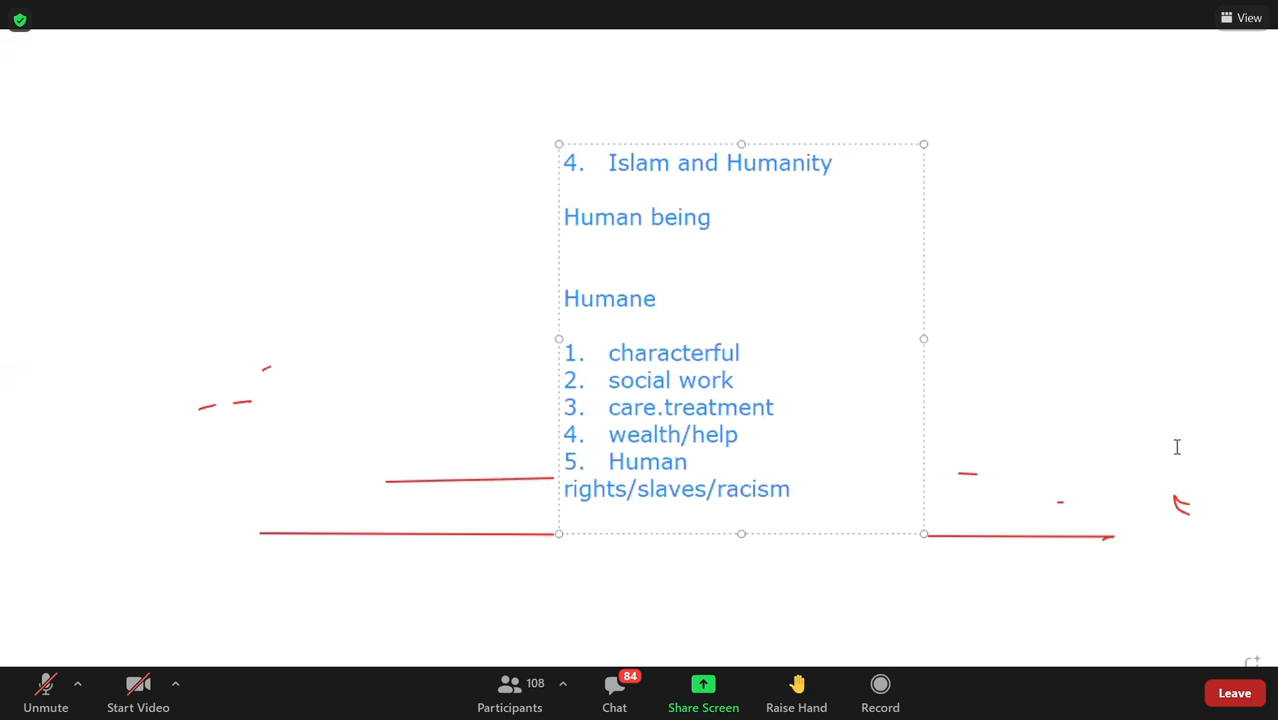 View
4. Islam and Humanity
Human being
Humane
1. characterful
2. social work
3. care.treatment
4. wealth/help
5. Human
rights/slaves/racism
Unmute
Start Video
108
Participants
84
Chat
Share Screen
Raise Hand
Record
Leave